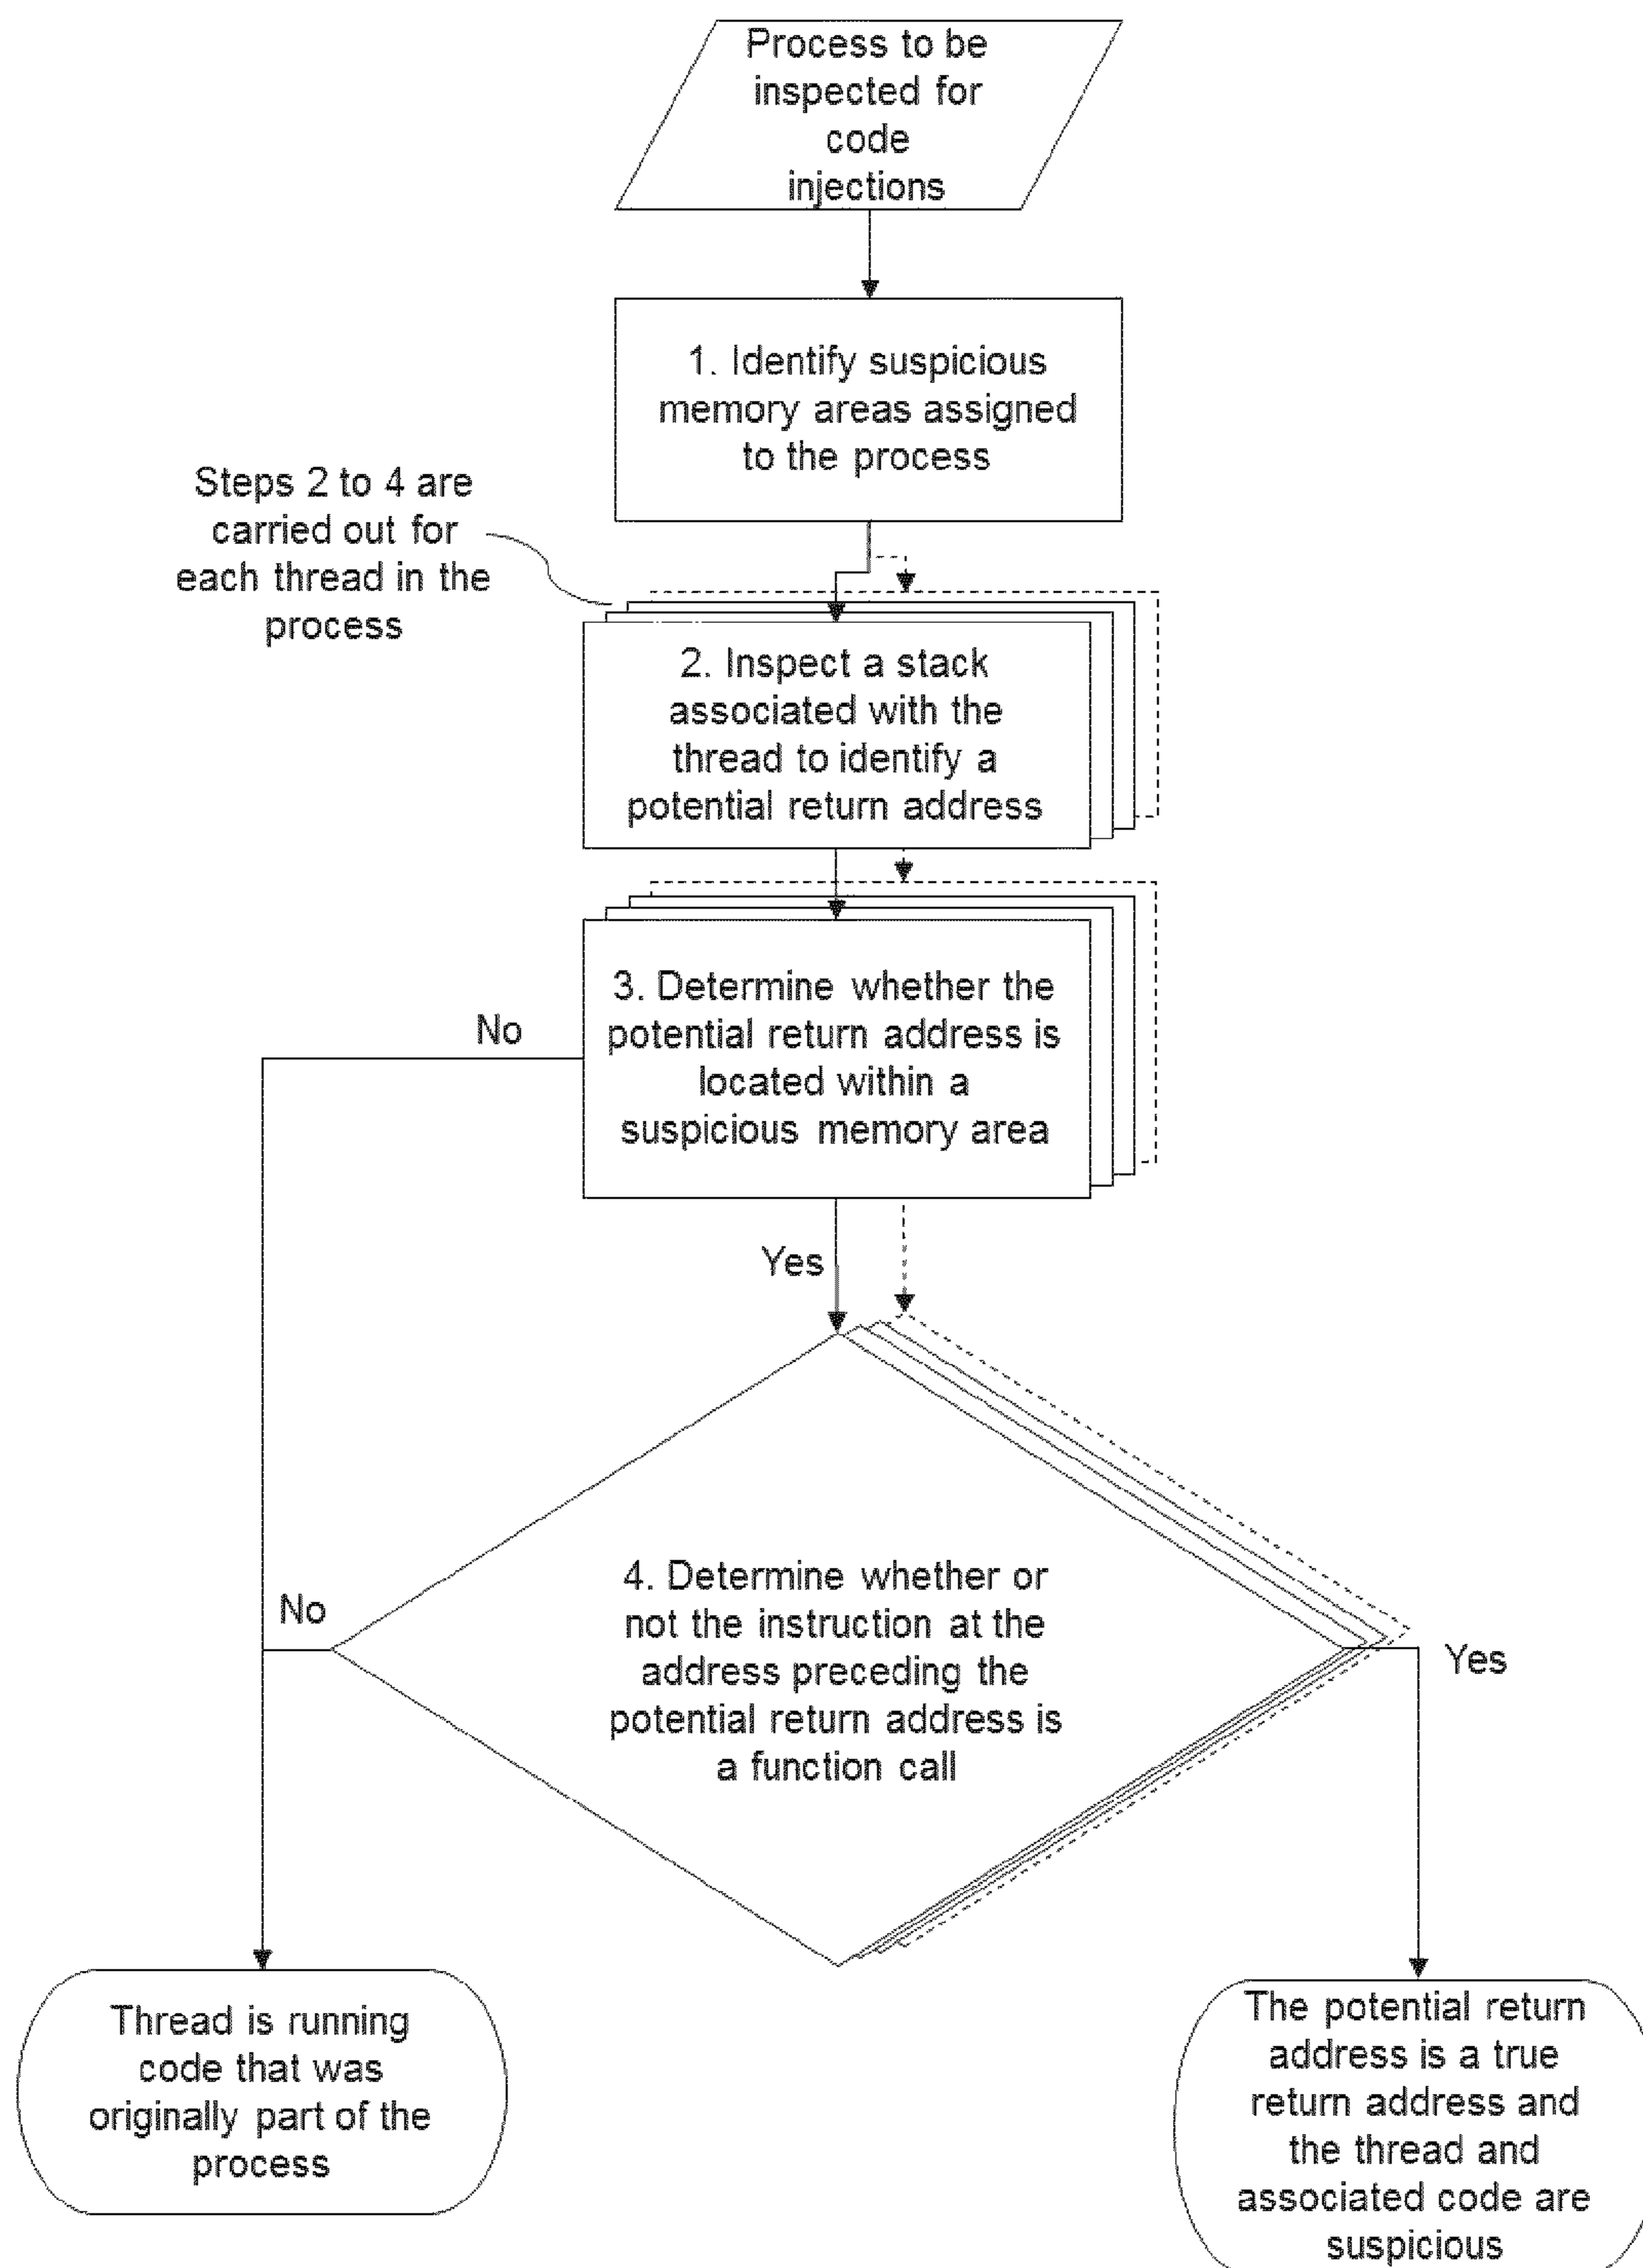 Process to be
inspected for
code
injections
1. Identify suspicious
memory areas assigned
to the process
Steps 2 to 4 are
carried out for
each thread in the
process
2. Inspect a stack
associated with the
thread to identify a
potential return address
3. Determine whether the
potential return address is
located within a
suspicious memory area
No
Yes
4. Determine whether or
not the instruction at the
address preceding the
potential return address is
a function call
No
Yes
Thread is running
code that was
originally part of the
process
The potential return
address is a true
return address and
the thread and
associated code are
suspicious